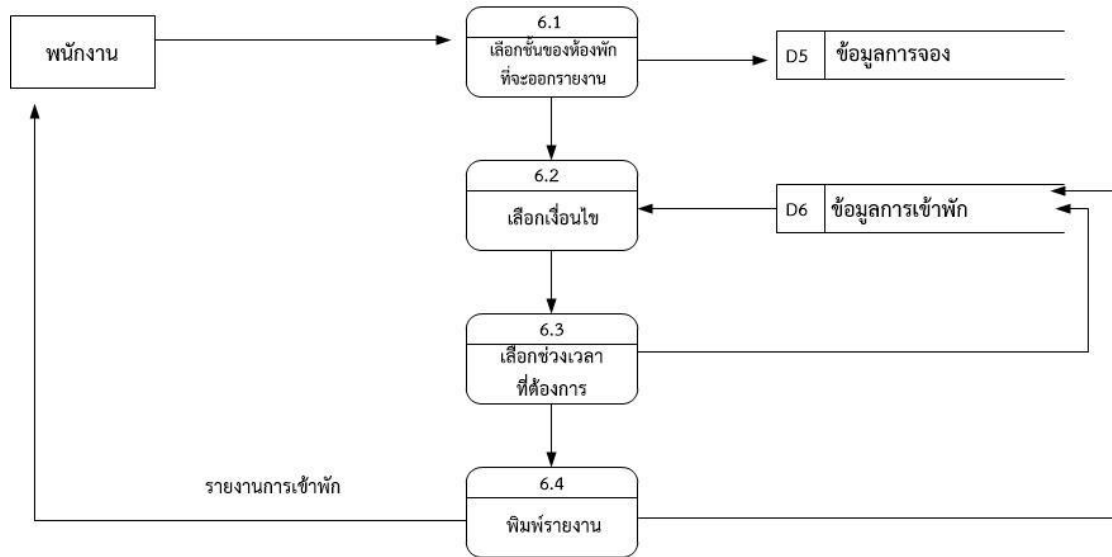 พนักงาน
6.1
เลือกชั้นของห้องพัก
ที่จะออกรายงาน
D5 ข้อมูลการจอง
6.2
เลือกเงื่อนไข
D6 ข้อมูลการเข้าพัก
6.3
เลือกช่วงเวลา
ที่ต้องการ
รายงานการเข้าพัก
6.4
พิมพ์รายงาน